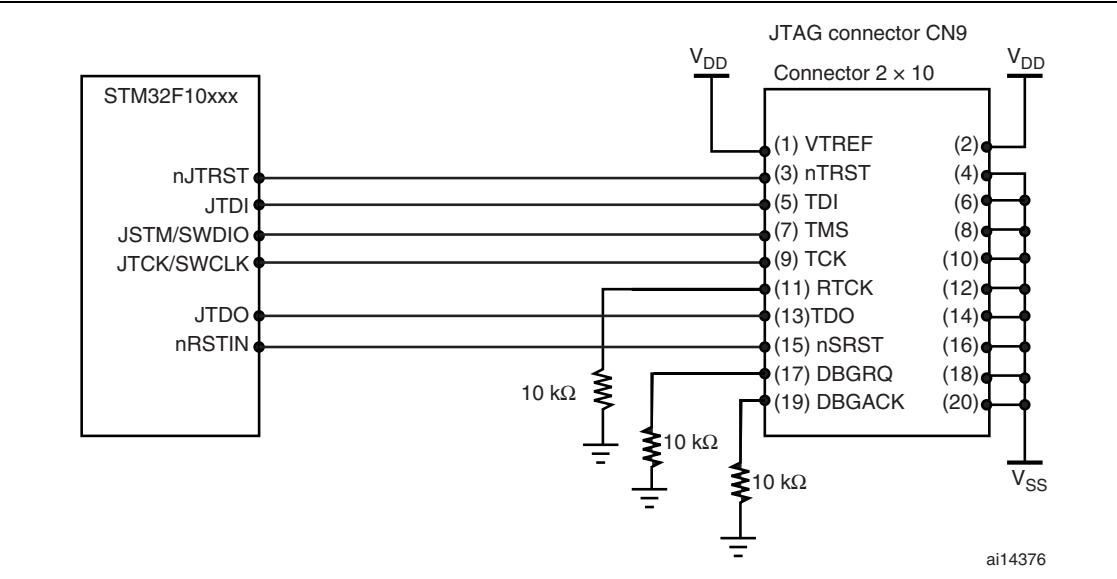 JTAG connector CN9
VDD
VDD
Connector 2 × 10
STM32F10xxx
(1) VTREF (2)
nJTRST (3) nTRST (4)
JTDI (5) TDI (6)
JSTM/SWDIO (7) TMS (8)
JTCK/SWCLK (9) TCK (10)
(11) RTCK (12)
JTDO (13)TDO (14)
nRSTIN (15) nSRST (16)
(17) DBGRQ (18)
10 kΩ (19) DBGACK (20)
10 kΩ
10 kΩ
VSS
ai14376